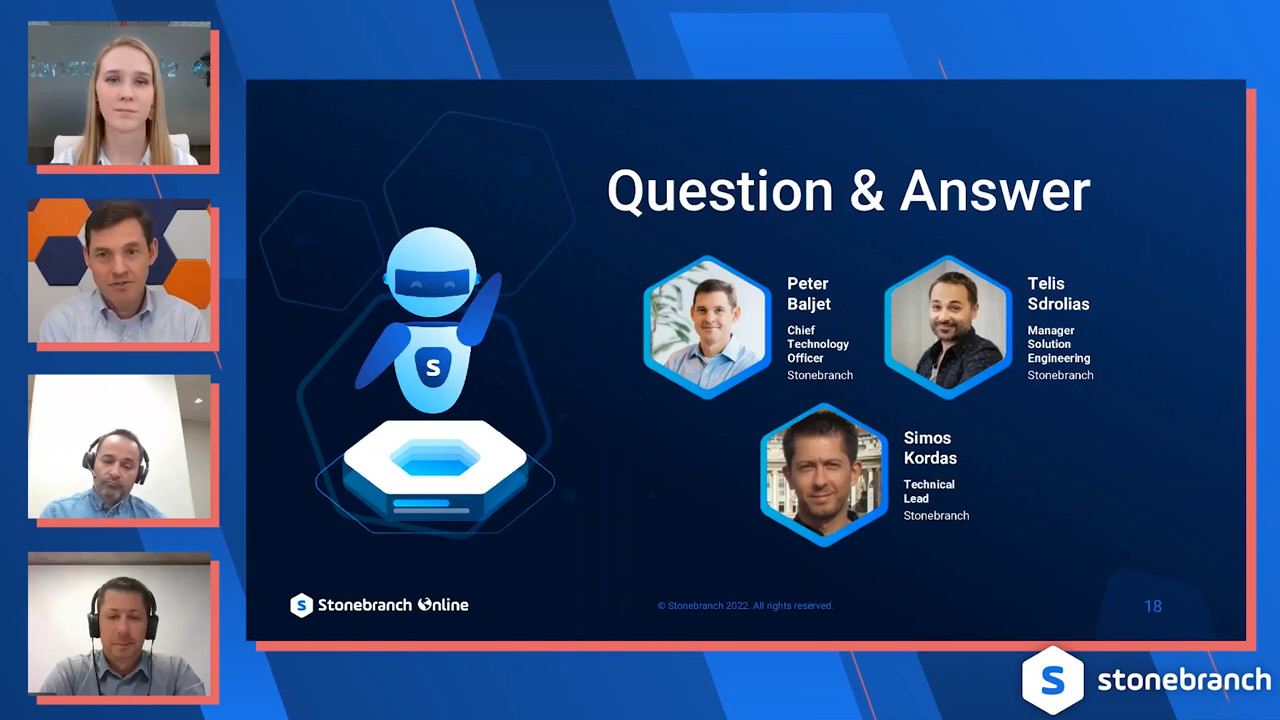 Question & Answer
Peter
Baljet
Chief
Technology
Officer
Stonebranch
Telis
Sdrolias
Manager
Solution
Engineering
Stonebranch
S
Simos
Kordas
Technical
Lead
Stonebranch
S Stonebranch Online
© Stonebranch 2022. All rights reserved.
18
S stonebranch